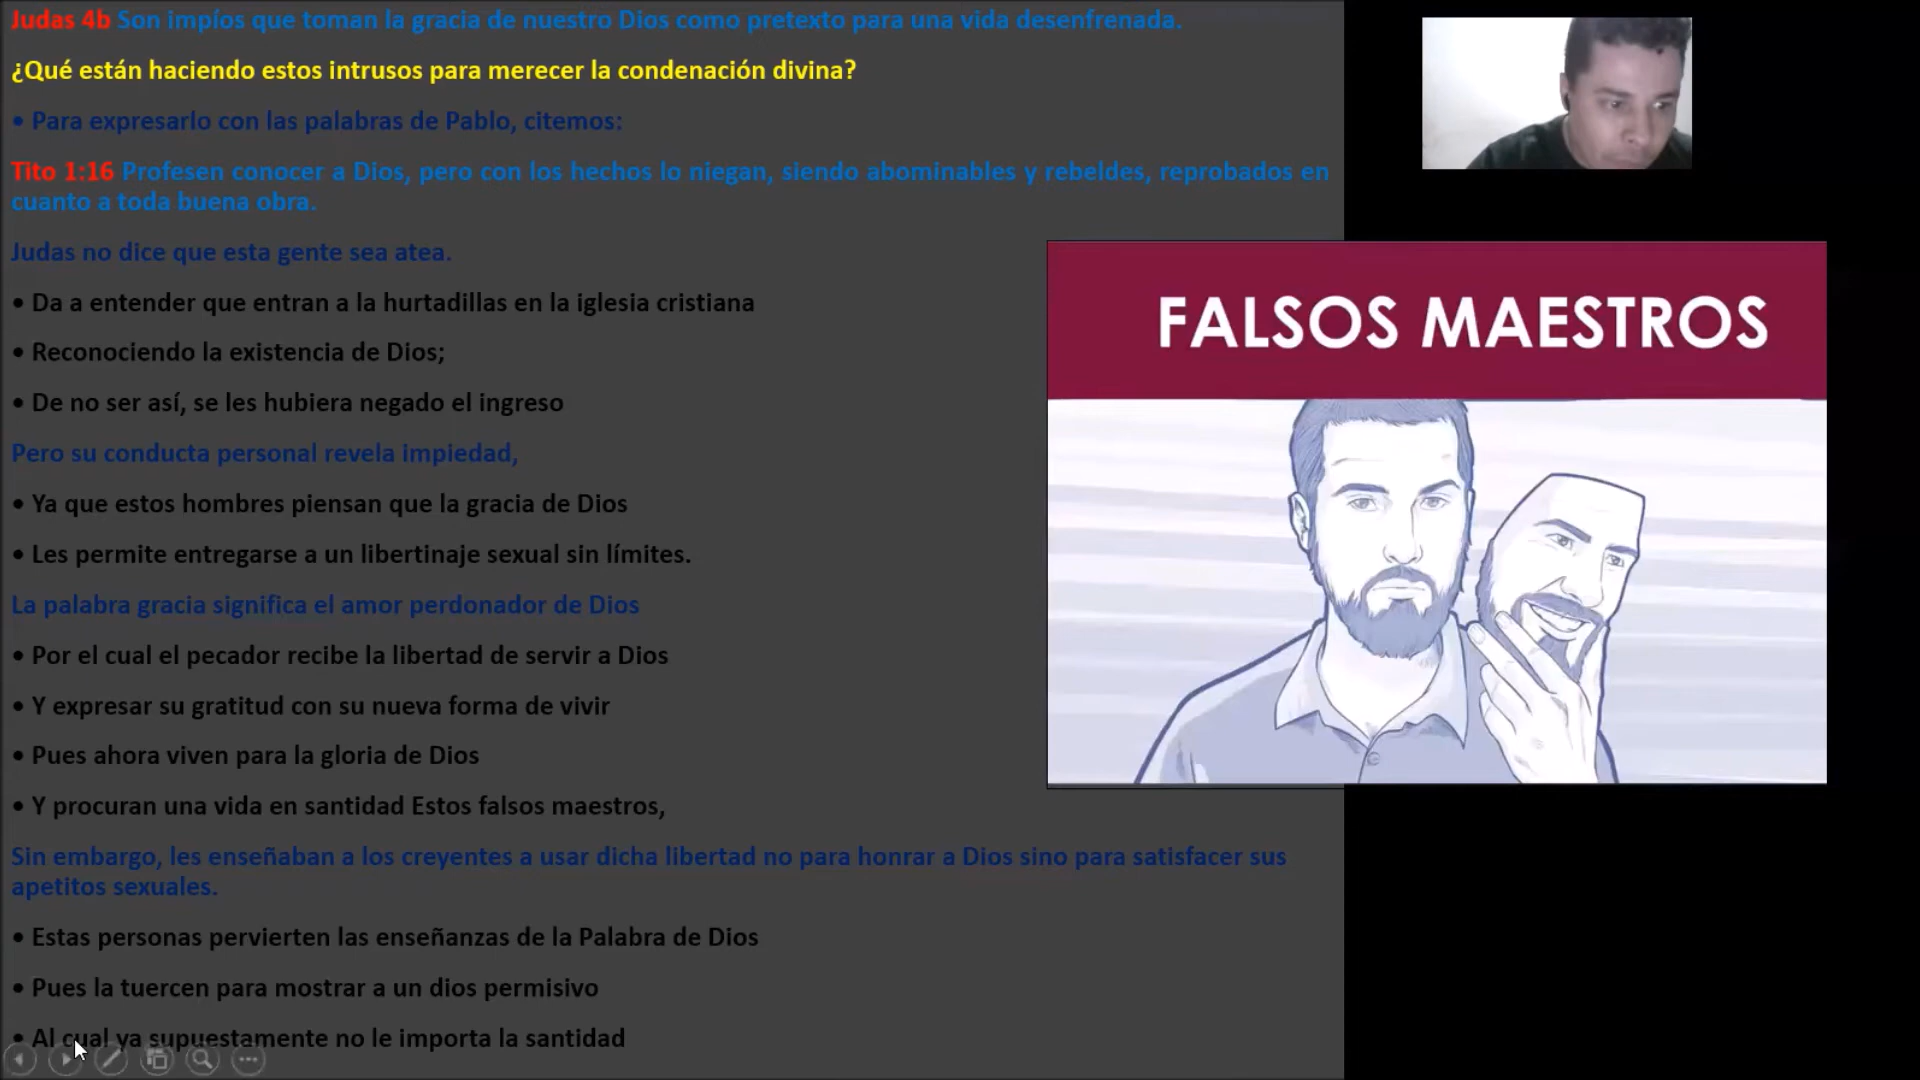 Judas 4b Son impíos que toman la gracia de nuestro Dios como pretexto para una vida desenfrenada.
¿Qué están haciendo estos intrusos para merecer la condenación divina?
• Para expresarlo con las palabras de Pablo, citemos:
Tito 1:16 Profesen conocer a Dios, pero con los hechos lo niegan, siendo abominables y rebeldes, reprobados en
cuanto a toda buena obra.
Judas no dice que esta gente sea atea.
• Da a entender que entran a la hurtadillas en la iglesia cristiana
• Reconociendo la existencia de Dios;
• De no ser así, se les hubiera negado el ingreso
Pero su conducta personal revela impiedad,
• Ya que estos hombres piensan que la gracia de Dios
• Les permite entregarse a un libertinaje sexual sin límites.
La palabra gracia significa el amor perdonador de Dios
• Por el cual el pecador recibe la libertad de servir a Dios
• Y expresar su gratitud con su nueva forma de vivir
• Pues ahora viven para la gloria de Dios
• Y procuran una vida en santidad Estos falsos maestros,
Sin embargo, les enseñaban a los creyentes a usar dicha libertad no para honrar a Dios sino para satisfacer sus
apetitos sexuales.
• Estas personas pervierten las enseñanzas de la Palabra de Dios
• Pues la tuercen para mostrar a un dios permisivo
• Al cual ya supuestamente no le importa la santidad
FALSOS MAESTROS